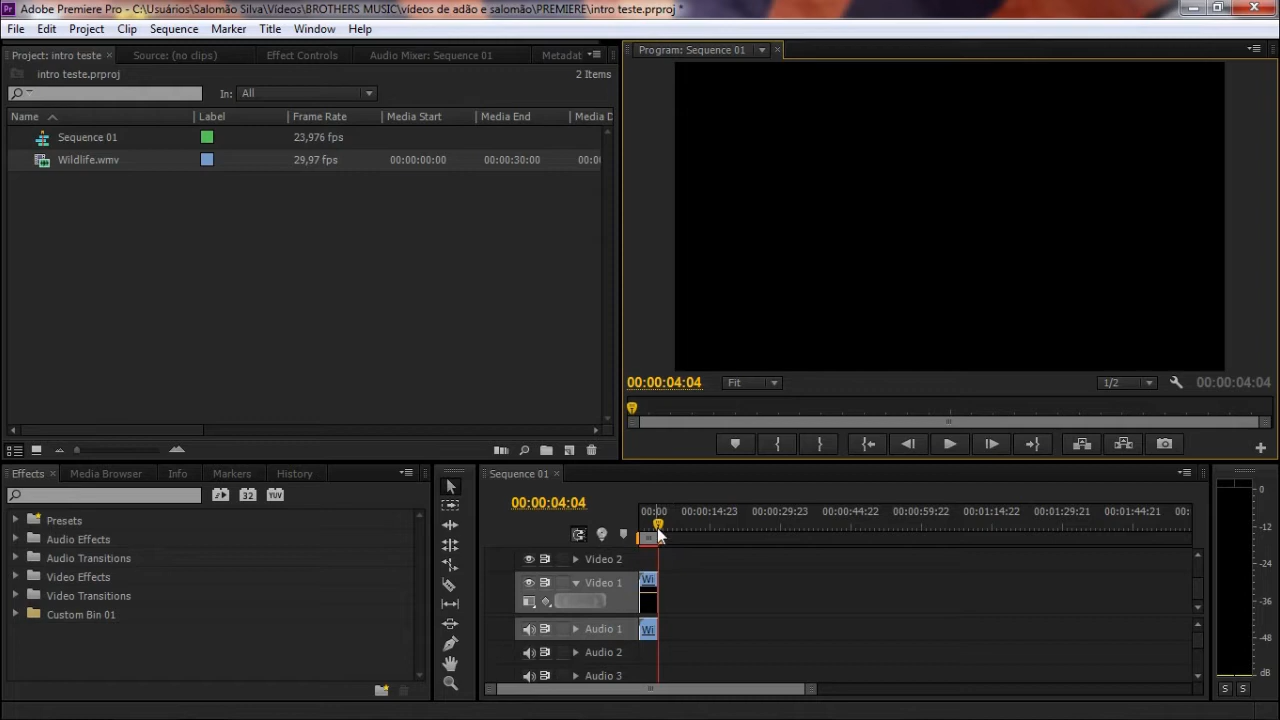 Pr Adobe Premiere Pro - C:\Usuários\Salomão Silva\Videos\BROTHERS MUSIC\vídeos de adão e salomão\PREMIERE\intro teste.prproj *
File Edit Project Clip Sequence Marker Title Window Help
Project: intro teste × Source: (no clips) Effect Controls Audio Mixer: Sequence 01 Metadat
Program: Sequence 01
intro teste.prproj 2 Items
In: All
Name Label Frame Rate Media Start Media End Media D
Sequence 01 23,976 fps
Wildlife.wmv 29,97 fps 00:00:00:00 00:00:30:00 00:00
00:00:04:04 Fit 1/2 00:00:04:04
Effects × Media Browser Info Markers History
32 YUV
Presets
Audio Effects
Audio Transitions
Video Effects
Video Transitions
Custom Bin 01
Sequence 01 ×
00:00:04:04
00:00 00:00:14:23 00:00:29:23 00:00:44:22 00:00:59:22 00:01:14:22 00:01:29:21 00:01:44:21 00:
Video 2
Video 1 Wi
Audio 1 Wi
Audio 2
Audio 3
0
-12
-24
-36
-48
dB
S S